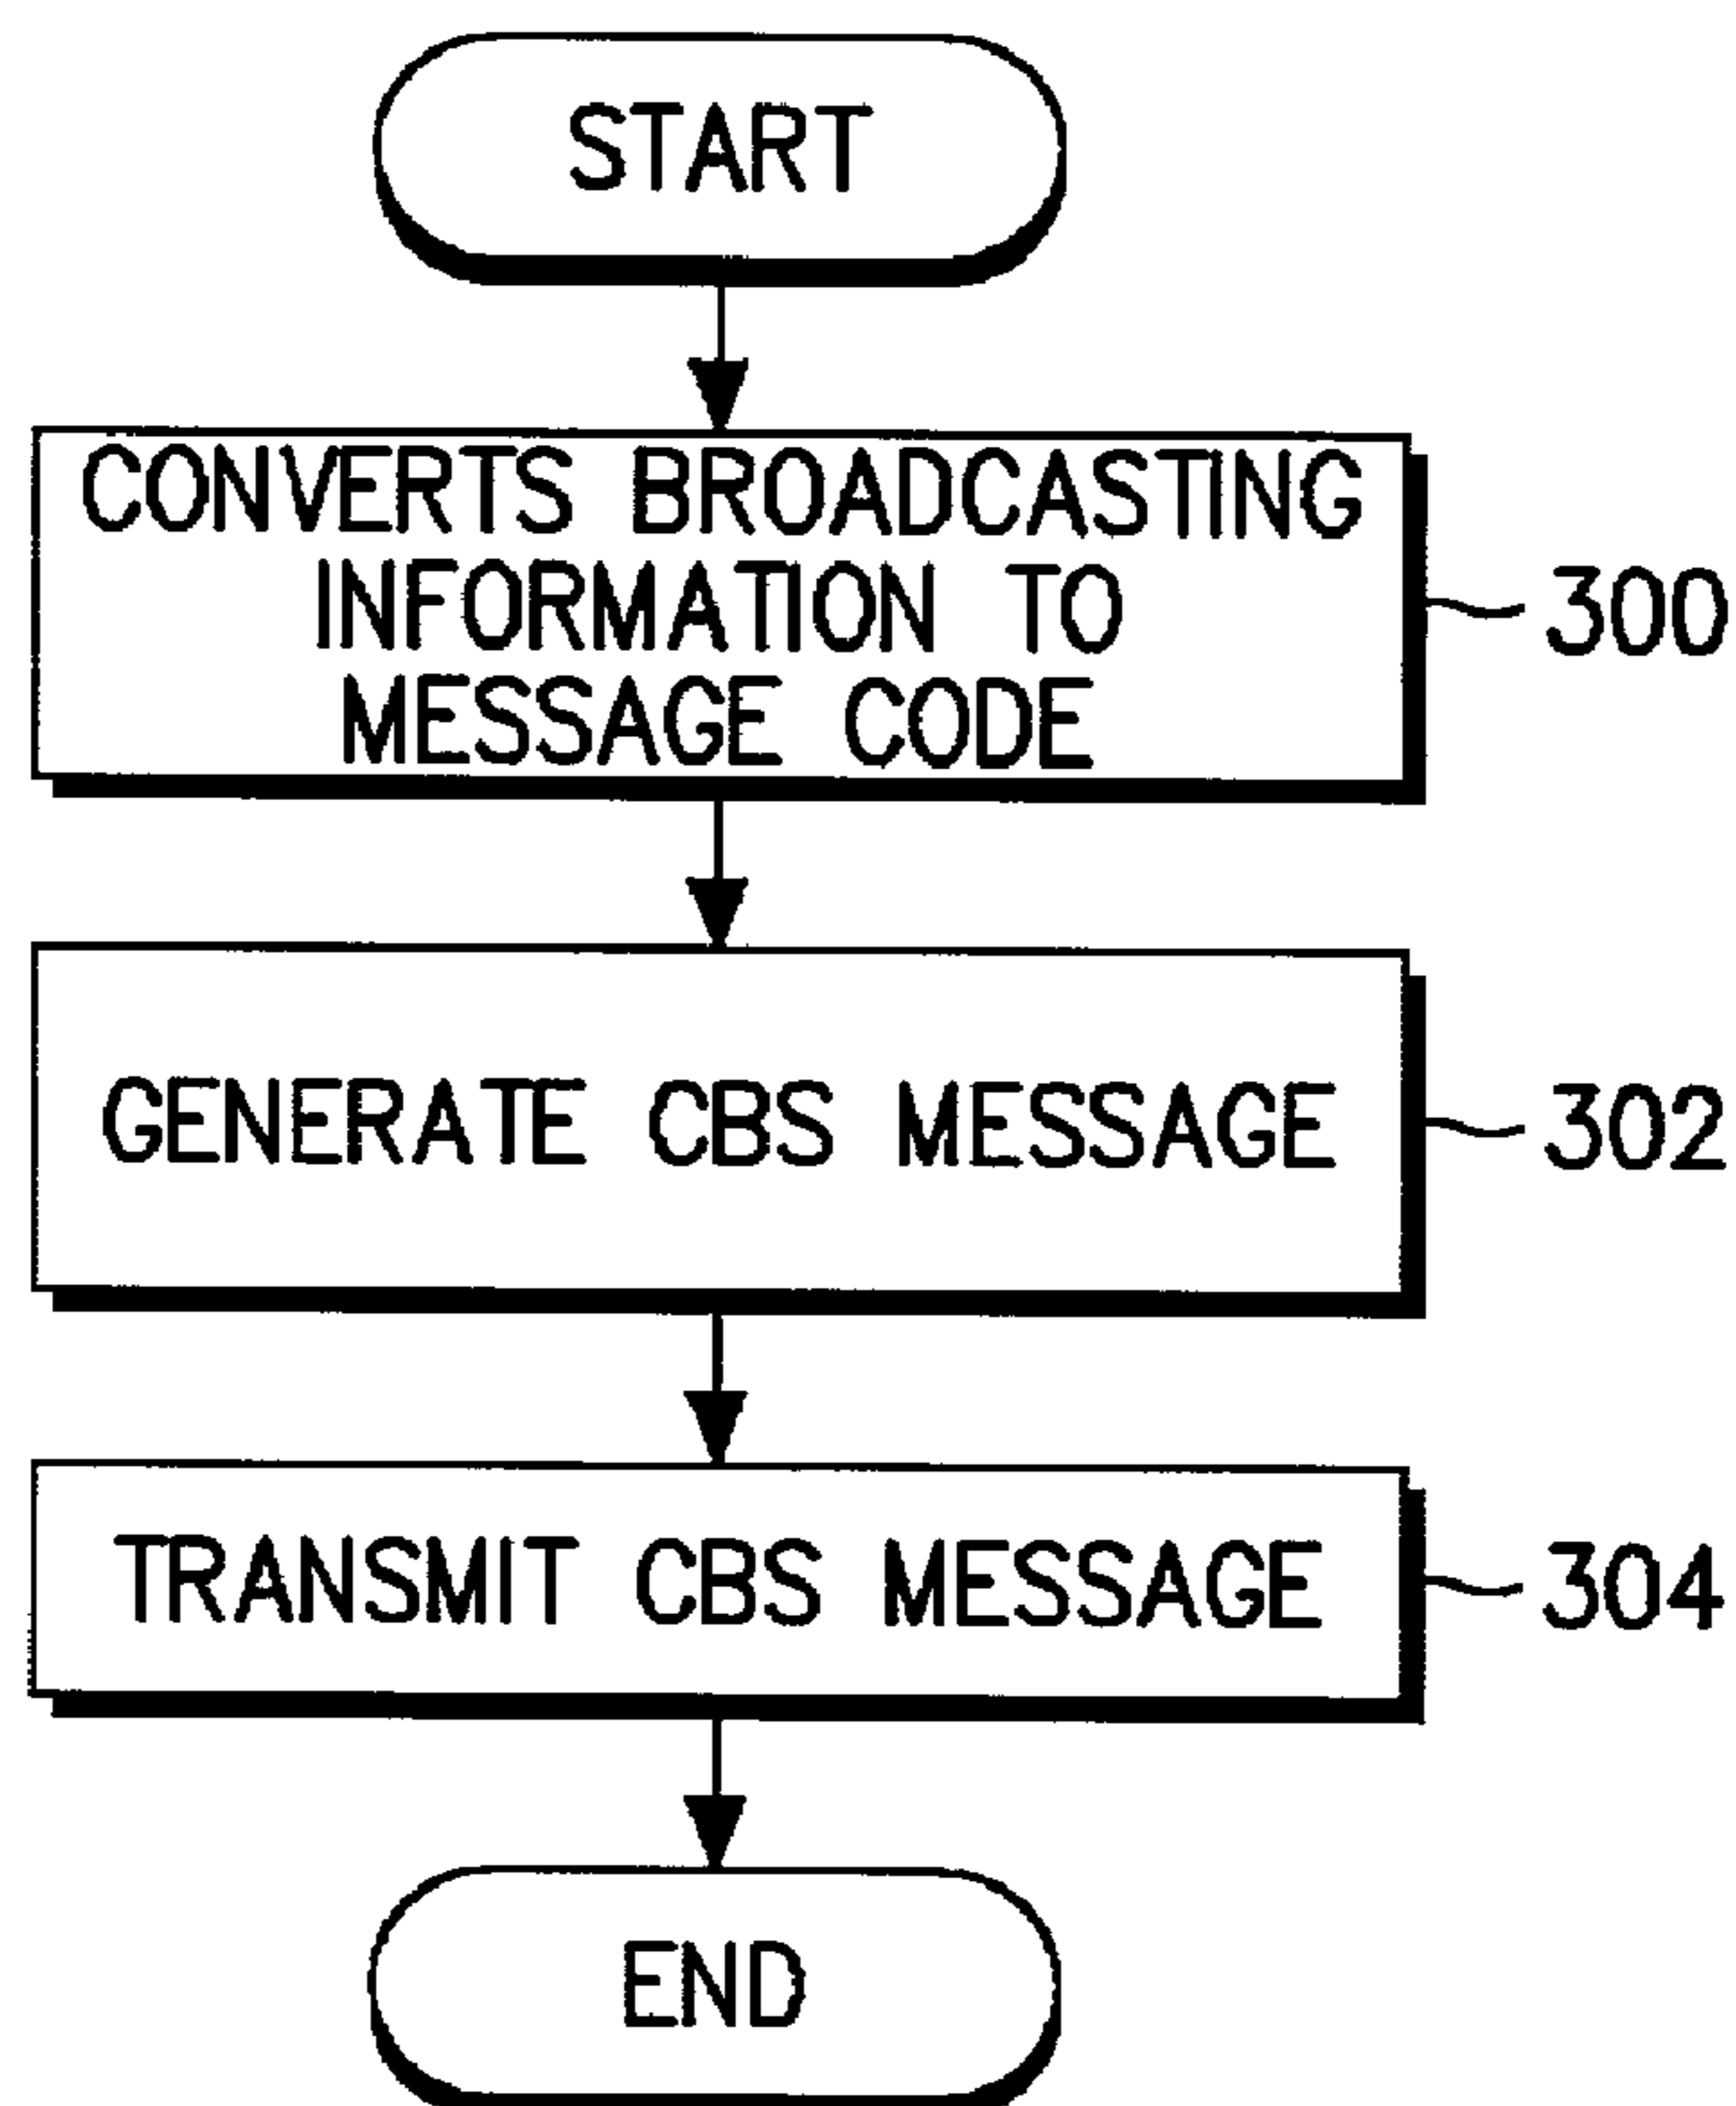 START
CONVERTS BROADCASTING
INFORMATION TO
MESSAGE CODE
300
GENERATE CBS MESSAGE
302
TRANSMIT CBS MESSAGE
304
END